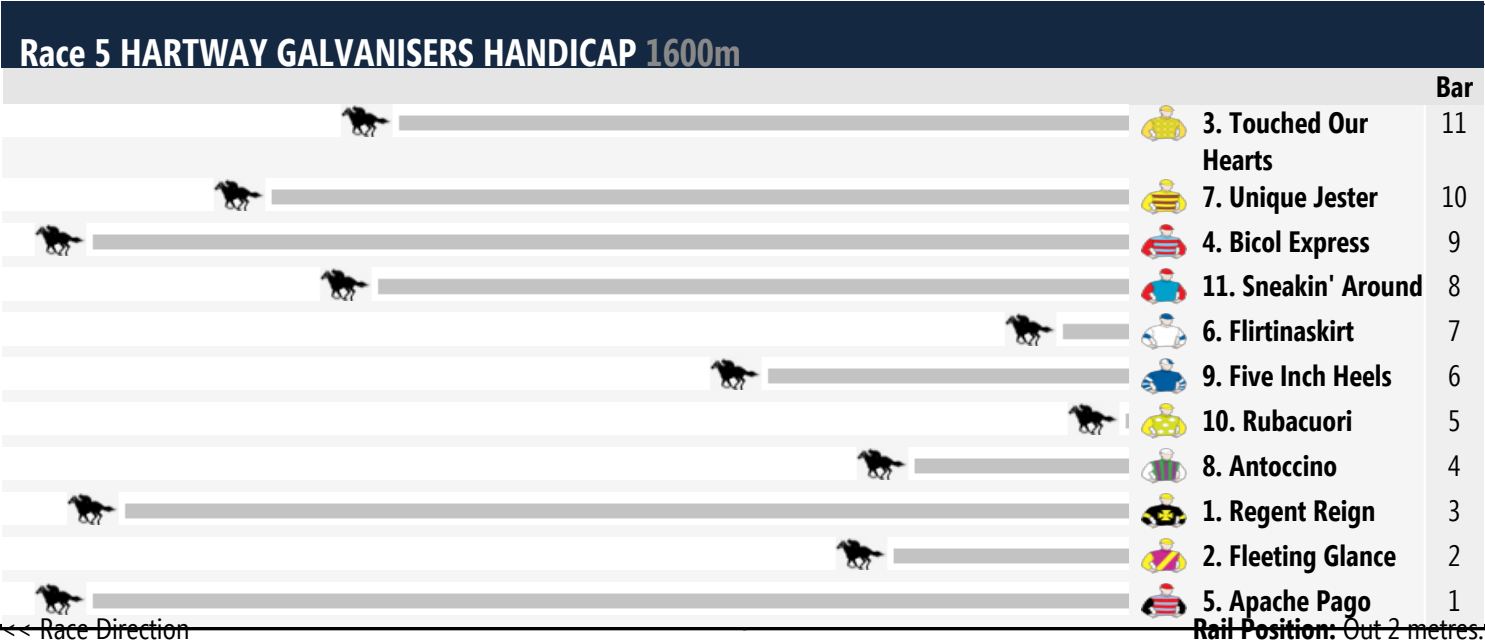 Race 5 HARTWAY GALVANISERS HANDICAP 1600m
Bar
3. Touched Our 11
Hearts
7. Unique Jester 10
4. Bicol Express 9
11. Sneakin' Around 8
6. Flirtinaskirt 7
9. Five Inch Heels 6
10. Rubacuori 5
8. Antoccino 4
1. Regent Reign 3
2. Fleeting Glance 2
5. Apache Pago 1
<< Race Direction Rail Position: Out 2 metres.